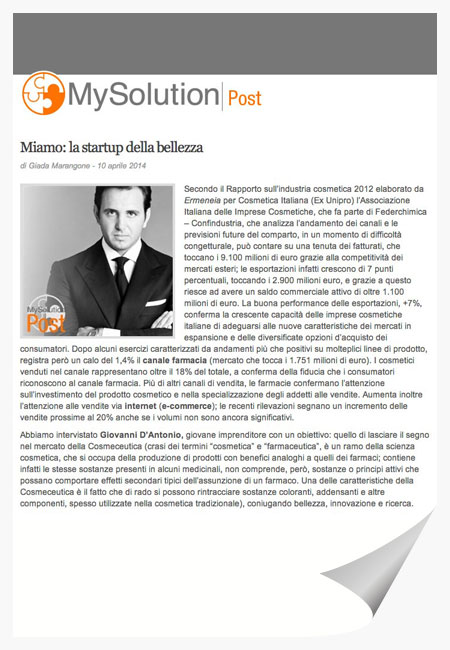 MySolution Post
Miamo: la startup della bellezza
di Giada Marangone - 10 aprile 2014
Secondo il Rapporto sull'industria cosmetica 2012 elaborato da
Ermeneia per Cosmetica Italiana (Ex Unipro) l'Associazione
Italiana delle Imprese Cosmetiche, che fa parte di Federchimica
– Confindustria, che analizza l'andamento dei canali e le
previsioni future del comparto, in un momento di difficoltà
congetturale, può contare su una tenuta dei fatturati, che
toccano i 9.100 milioni di euro grazie alla competitività dei
mercati esteri; le esportazioni infatti crescono di 7 punti
percentuali, toccando i 2.900 milioni euro, e grazie a questo
riesce ad avere un saldo commerciale attivo di oltre 1.100
milioni di euro. La buona performance delle esportazioni, +7%,
conferma la crescente capacità delle imprese cosmetiche
italiane di adeguarsi alle nuove caratteristiche dei mercati in
espansione e delle diversificate opzioni d'acquisto dei
MySolution
Post
consumatori. Dopo alcuni esercizi caratterizzati da andamenti più che positivi su molteplici linee di prodotto,
registra però un calo del 1,4% il canale farmacia (mercato che tocca i 1.751 milioni di euro). I cosmetici
venduti nel canale rappresentano oltre il 18% del totale, a conferma della fiducia che i consumatori
riconoscono al canale farmacia. Più di altri canali di vendita, le farmacie confermano l'attenzione
sull'investimento del prodotto cosmetico e nella specializzazione degli addetti alle vendite. Aumenta inoltre
l'attenzione alle vendite via internet (e-commerce); le recenti rilevazioni segnano un incremento delle
vendite prossime al 20% anche se i volumi non sono ancora significativi.
Abbiamo intervistato Giovanni D'Antonio, giovane imprenditore con un obiettivo: quello di lasciare il segno
nel mercato della Cosmeceutica (crasi dei termini "cosmetica" e "farmaceutica", è un ramo della scienza
cosmetica, che si occupa della produzione di prodotti con benefici analoghi a quelli dei farmaci; contiene
infatti le stesse sostanze presenti in alcuni medicinali, non comprende, però, sostanze o principi attivi che
possano comportare effetti secondari tipici dell'assunzione di un farmaco. Una delle caratteristiche della
Cosmeceutica è il fatto che di rado si possono rintracciare sostanze coloranti, addensanti e altre
componenti, spesso utilizzate nella cosmetica tradizionale), coniugando bellezza, innovazione e ricerca.